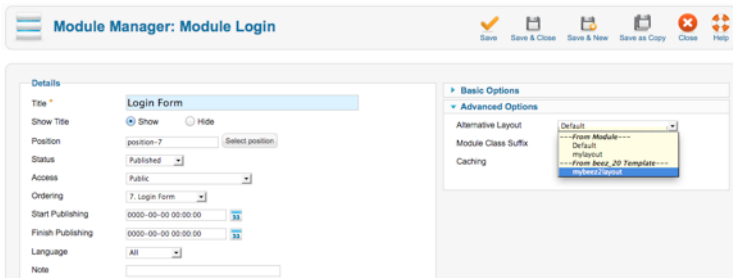 Module Manager: Module Login
Save
Save & Close
Save & New
Save as Copy
Close
Help
Details
Title *
Login Form
Show Title
Show
Hide
Position
position-7
Select position
Status
Published
Access
Public
Ordering
7. Login Form
Start Publishing
0000-00-00 00:00:00
23
Finish Publishing
0000-00-00 00:00:00
23
Language
All
Note
Basic Options
Advanced Options
Alternative Layout
Default
---From Module---
Default
mylayout
---From beez_20 Template---
mybeez2layout
Module Class Suffix
Caching